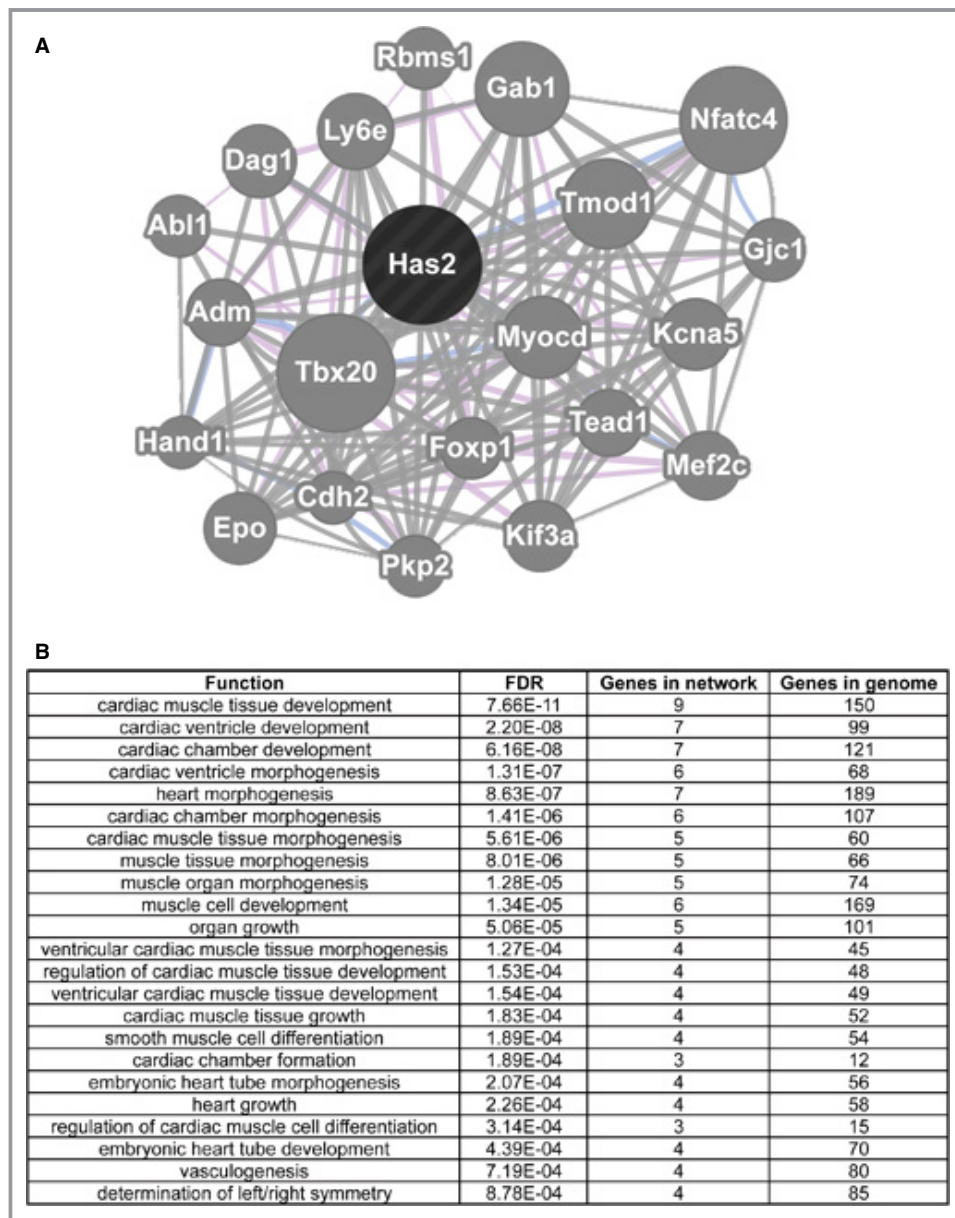 A
Rbms1
Gab1
Nfatc4
Ly6e
Dag1
Tmod1
Abl1
Gjc1
Has2
Adm
Myocd
Kcna5
Tbx20
Tead1
Hand1
Foxp1
Mef2c
Cdh2
Epo
Kif3a
Pkp2
B
Function FDR Genes in network Genes in genome
cardiac muscle tissue development 7.66E-11 9 150
cardiac ventricle development 2.20E-08 7 99
cardiac chamber development 6.16E-08 7 121
cardiac ventricle morphogenesis 1.31E-07 6 68
heart morphogenesis 8.63E-07 7 189
cardiac chamber morphogenesis 1.41E-06 6 107
cardiac muscle tissue morphogenesis 5.61E-06 5 60
muscle tissue morphogenesis 8.01E-06 5 66
muscle organ morphogenesis 1.28E-05 5 74
muscle cell development 1.34E-05 6 169
organ growth 5.06E-05 5 101
ventricular cardiac muscle tissue morphogenesis 1.27E-04 4 45
regulation of cardiac muscle tissue development 1.53E-04 4 48
ventricular cardiac muscle tissue development 1.54E-04 4 49
cardiac muscle tissue growth 1.83E-04 4 52
smooth muscle cell differentiation 1.89E-04 4 54
cardiac chamber formation 1.89E-04 3 12
embryonic heart tube morphogenesis 2.07E-04 4 56
heart growth 2.26E-04 4 58
regulation of cardiac muscle cell differentiation 3.14E-04 3 15
embryonic heart tube development 4.39E-04 4 70
vasculogenesis 7.19E-04 4 80
determination of left/right symmetry 8.78E-04 4 85